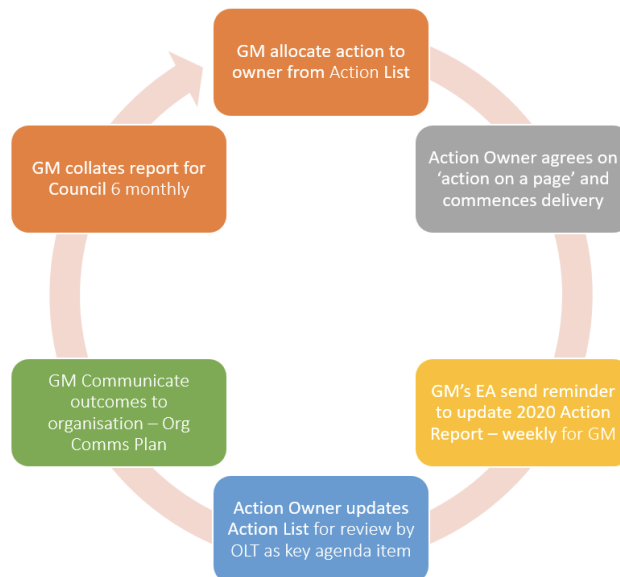 GM allocate action to
owner from Action List
Action Owner agrees on
‘action on a page’ and
commences delivery
GM’s EA send reminder
to update 2020 Action
Report – weekly for GM
Action Owner updates
Action List for review by
OLT as key agenda item
GM Communicate
outcomes to
organisation – Org
Comms Plan
GM collates report for
Council 6 monthly